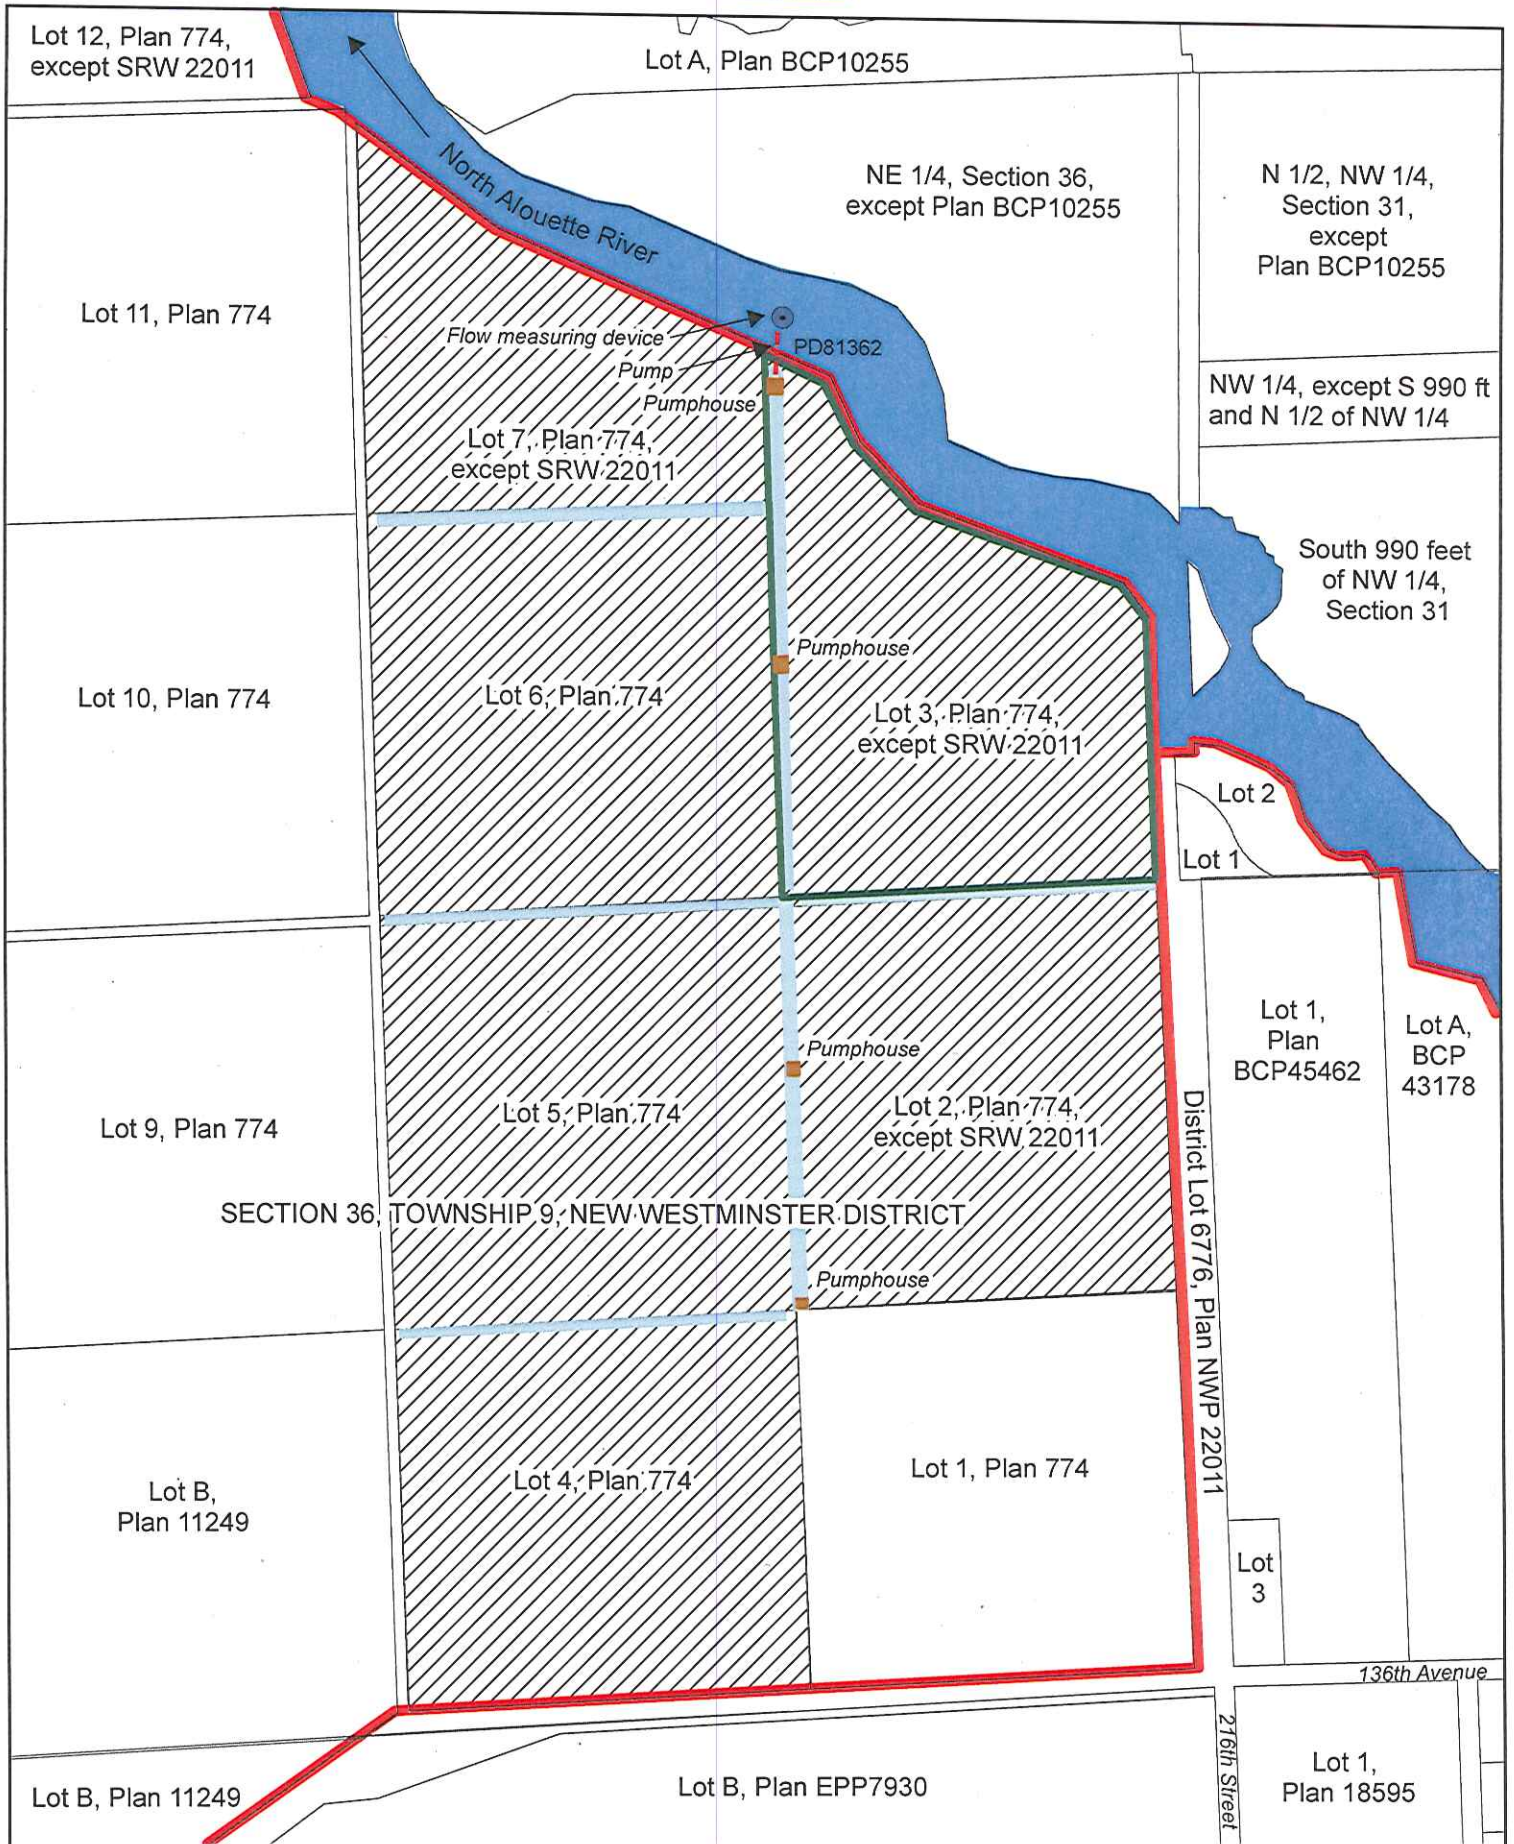 Lot 12, Plan 774,
except SRW 22011
Lot A, Plan BCP10255
North Alouette River
NE 1/4, Section 36,
except Plan BCP10255
N 1/2, NW 1/4,
Section 31,
except
Plan BCP10255
Lot 11, Plan 774
Flow measuring device
PD81362
Pump
Pumphouse
NW 1/4, except S 990 ft
and N 1/2 of NW 1/4
Lot 7, Plan 774,
except SRW 22011
South 990 feet
of NW 1/4,
Section 31
Pumphouse
Lot 10, Plan 774
Lot 6, Plan 774
Lot 3, Plan 774,
except SRW 22011
Lot 2
Lot 1
Lot 1,
Plan
BCP45462
Lot A,
BCP
43178
Pumphouse
Lot 9, Plan 774
Lot 5, Plan 774
Lot 2, Plan 774,
except SRW 22011
District Lot 6776, Plan NWP 22011
SECTION 36, TOWNSHIP 9, NEW WESTMINSTER DISTRICT
Pumphouse
Lot B,
Plan 11249
Lot 4, Plan 774
Lot 1, Plan 774
Lot
3
136th Avenue
216th Street
Lot B, Plan 11249
Lot B, Plan EPP7930
Lot 1,
Plan 18595